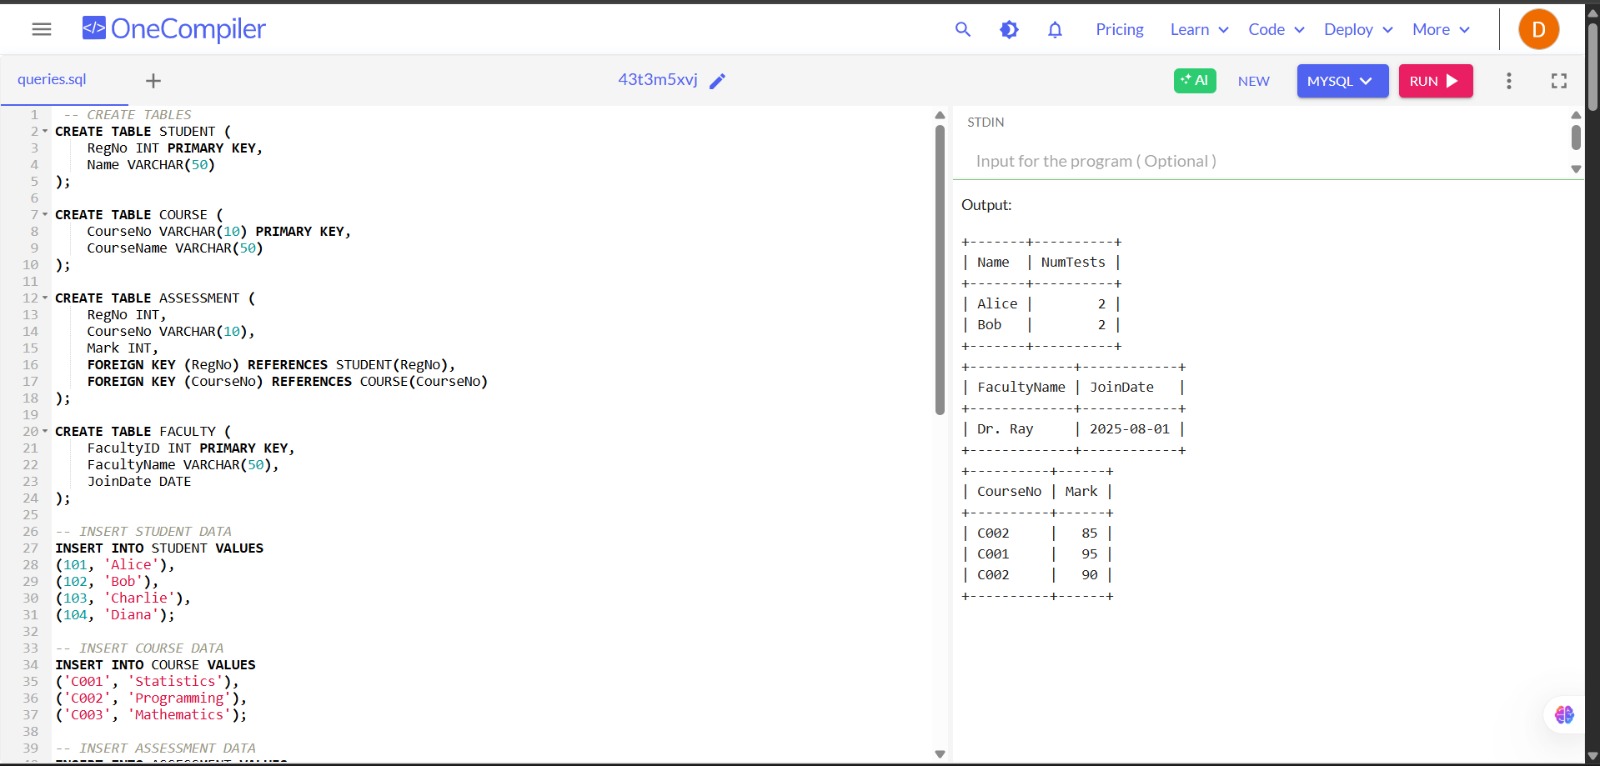 </> OneCompiler
Pricing Learn Code Deploy More D
queries.sql + 43t3m5xvj AI NEW MYSQL RUN
1 -- CREATE TABLES
2 CREATE TABLE STUDENT (
3 RegNo INT PRIMARY KEY,
4 Name VARCHAR(50)
5 );
6
7 CREATE TABLE COURSE (
8 CourseNo VARCHAR(10) PRIMARY KEY,
9 CourseName VARCHAR(50)
10 );
11
12 CREATE TABLE ASSESSMENT (
13 RegNo INT,
14 CourseNo VARCHAR(10),
15 Mark INT,
16 FOREIGN KEY (RegNo) REFERENCES STUDENT(RegNo),
17 FOREIGN KEY (CourseNo) REFERENCES COURSE(CourseNo)
18 );
19
20 CREATE TABLE FACULTY (
21 FacultyID INT PRIMARY KEY,
22 FacultyName VARCHAR(50),
23 JoinDate DATE
24 );
25
26 -- INSERT STUDENT DATA
27 INSERT INTO STUDENT VALUES
28 (101, 'Alice'),
29 (102, 'Bob'),
30 (103, 'Charlie'),
31 (104, 'Diana');
32
33 -- INSERT COURSE DATA
34 INSERT INTO COURSE VALUES
35 ('C001', 'Statistics'),
36 ('C002', 'Programming'),
37 ('C003', 'Mathematics');
38
39 -- INSERT ASSESSMENT DATA
STDIN
Input for the program ( Optional )
Output:
+-------+----------+
| Name  | NumTests |
+-------+----------+
| Alice |        2 |
| Bob   |        2 |
+-------+----------+
+-------------+------------+
| FacultyName | JoinDate   |
+-------------+------------+
| Dr. Ray     | 2025-08-01 |
+-------------+------------+
+----------+------+
| CourseNo | Mark |
+----------+------+
| C002     |   85 |
| C001     |   95 |
| C002     |   90 |
+----------+------+